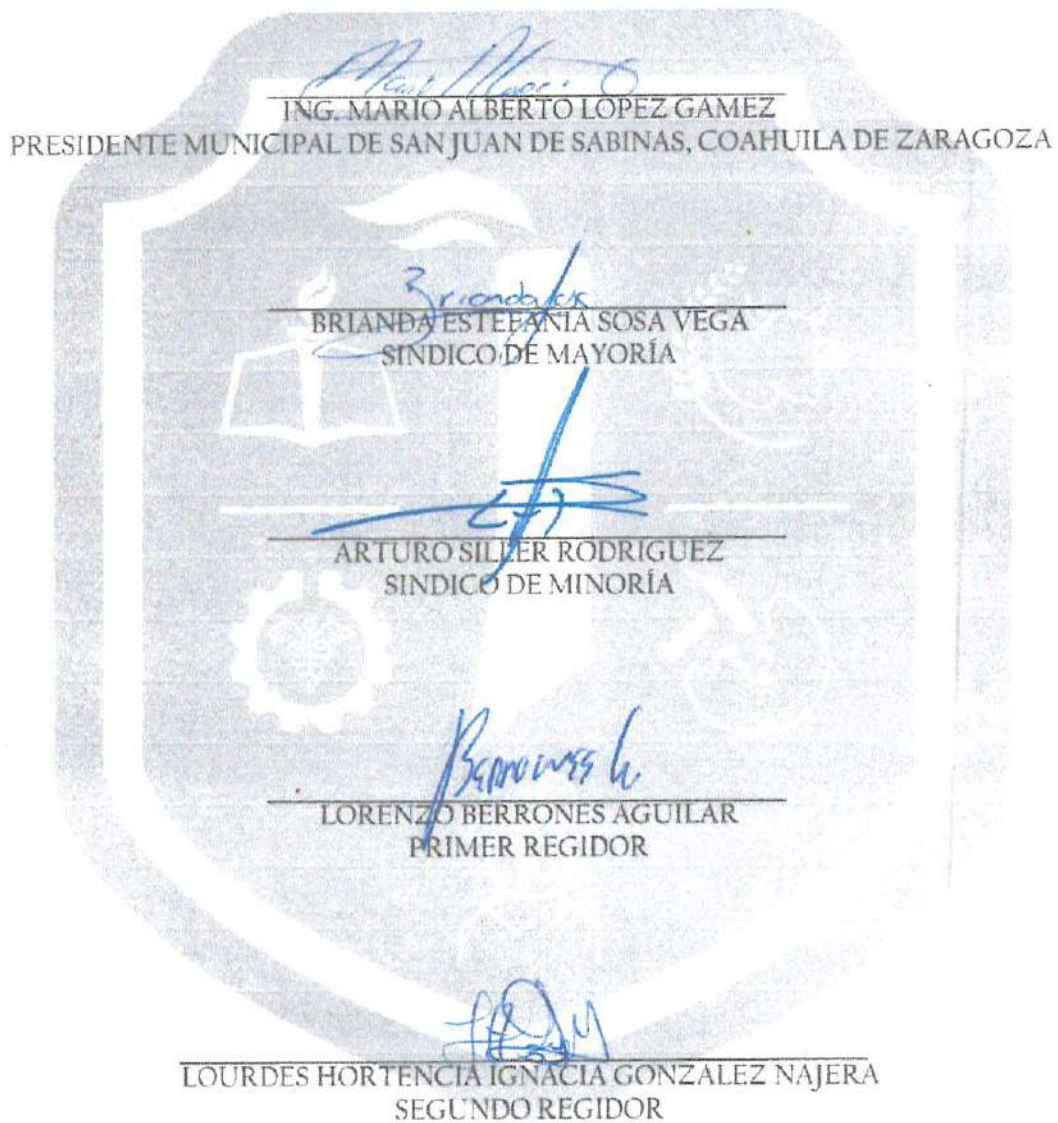 ING. MARIO ALBERTO LOPEZ GAMEZ
PRESIDENTE MUNICIPAL DE SAN JUAN DE SABINAS, COAHUILA DE ZARAGOZA
Brianda
BRIANDA ESTEFANIA SOSA VEGA
SINDICO DE MAYORÍA
ARTURO SILLER RODRIGUEZ
SINDICO DE MINORÍA
Berrones
LORENZO BERRONES AGUILAR
PRIMER REGIDOR
LOURDES HORTENCIA IGNACIA GONZALEZ NAJERA
SEGUNDO REGIDOR